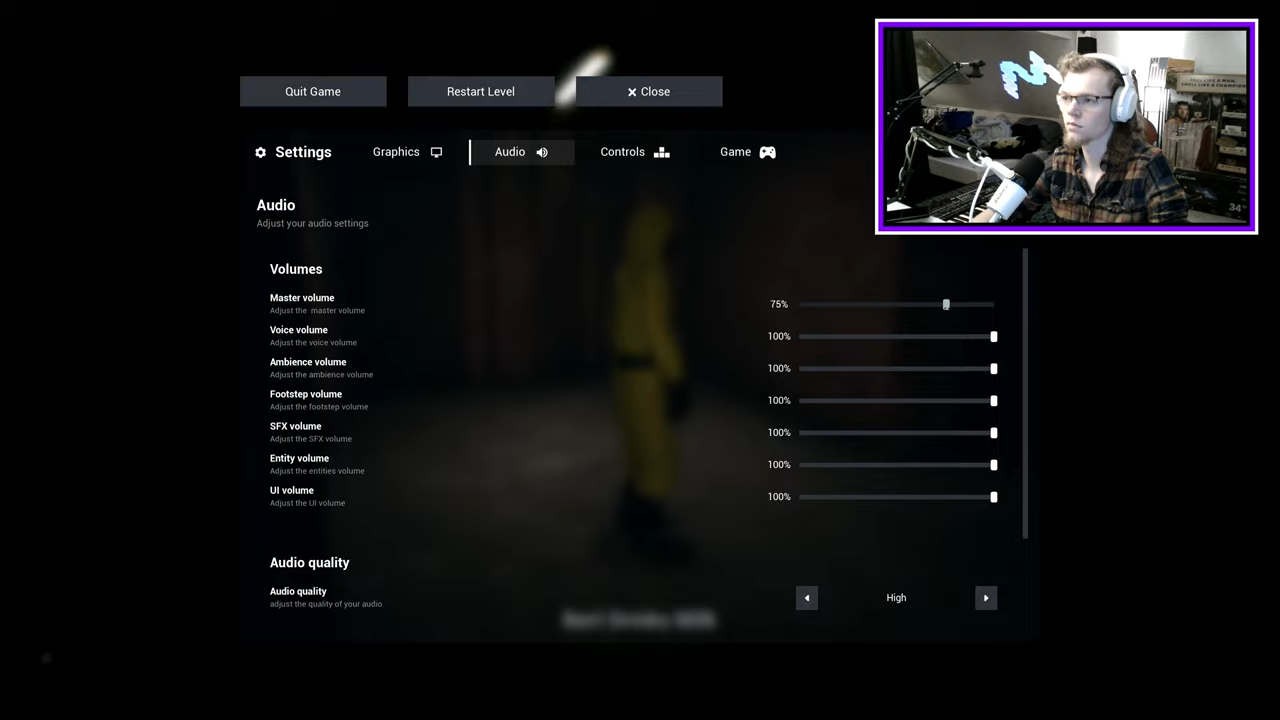 Quit Game
Restart Level
Close
Settings
Graphics
Audio
Controls
Game
Audio
Adjust your audio settings
Volumes
Master volume
Adjust the master volume
75%
Voice volume
Adjust the voice volume
100%
Ambience volume
Adjust the ambience volume
100%
Footstep volume
Adjust the footstep volume
100%
SFX volume
Adjust the SFX volume
100%
Entity volume
Adjust the entities volume
100%
UI volume
Adjust the UI volume
100%
Audio quality
Audio quality
adjust the quality of your audio
High
34"